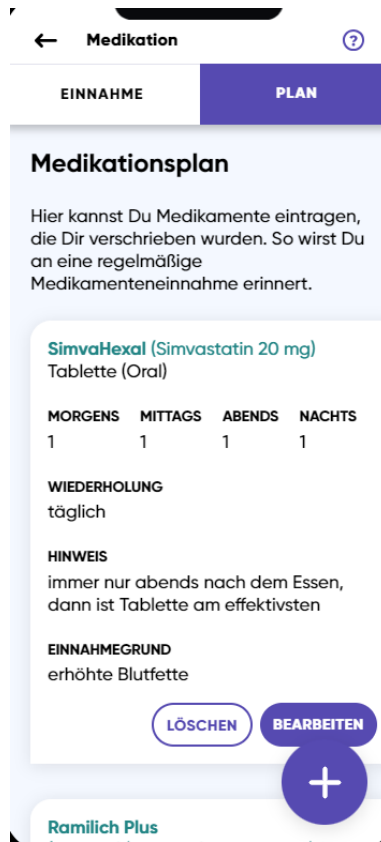 Medikation
EINNAHME PLAN
Medikationsplan
Hier kannst Du Medikamente eintragen,
die Dir verschrieben wurden. So wirst Du
an eine regelmäßige
Medikamenteneinnahme erinnert.
SimvaHexal (Simvastatin 20 mg)
Tablette (Oral)
MORGENS MITTAGS ABENDS NACHTS
1 1 1 1
WIEDERHOLUNG
täglich
HINWEIS
immer nur abends nach dem Essen,
dann ist Tablette am effektivsten
EINNAHMEGRUND
erhöhte Blutfette
LÖSCHEN BEARBEITEN
Ramilich Plus